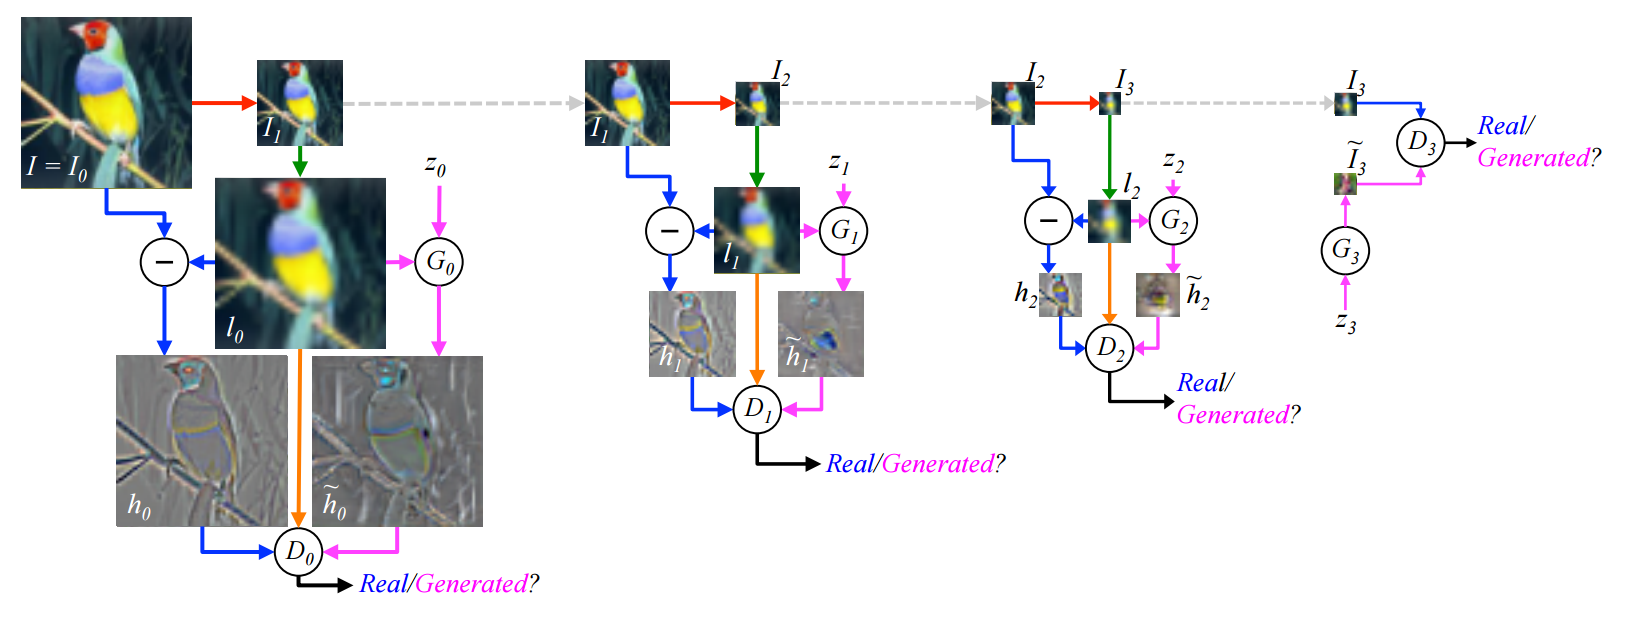 I = I₀
I₁
z₀
l₀
G₀
−
h₀
h̃₀
D₀
Real/Generated?
I₁
I₂
z₁
−
l₁
G₁
h₁
h̃₁
D₁
Real/Generated?
I₂
I₃
z₂
l₂
−
G₂
h₂
h̃₂
D₂
Real/
Generated?
I₃
D₃
Real/
Generated?
Ĩ₃
G₃
z₃